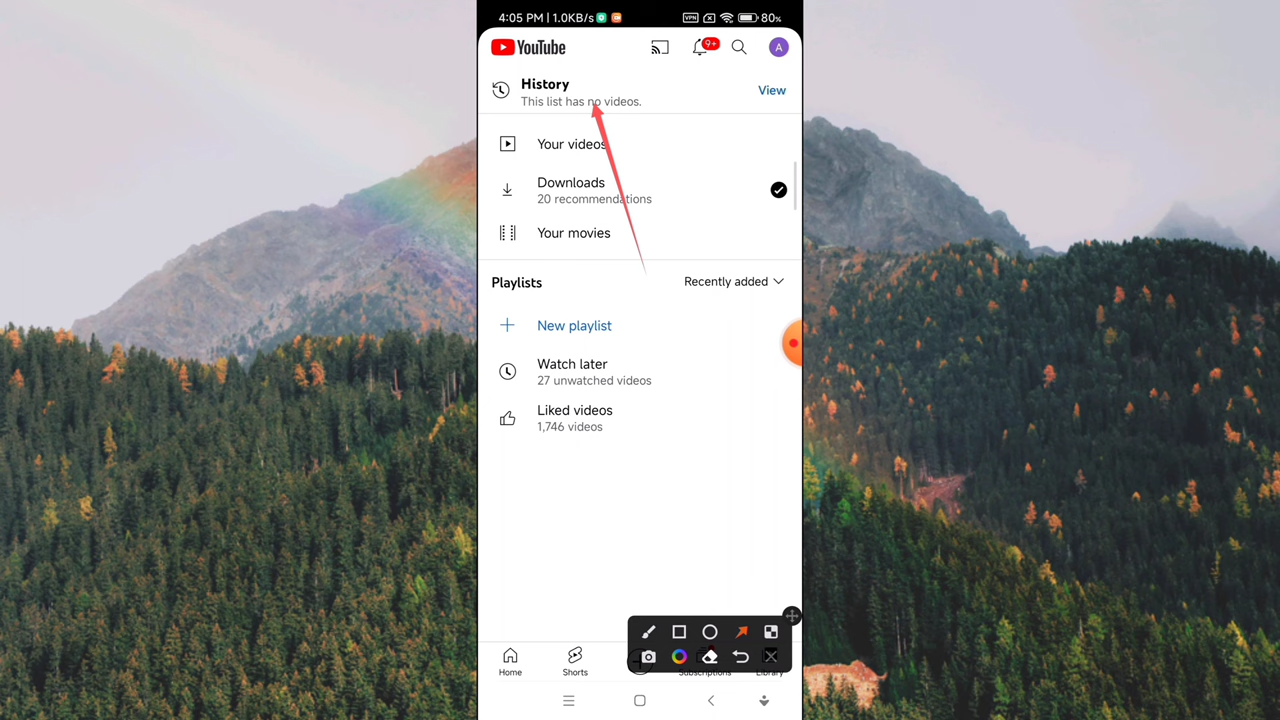 4:05 PM | 1.0KB/s
VPN
80%
YouTube
9+
A
History
This list has no videos.
View
Your videos
Downloads
20 recommendations
Your movies
Playlists
Recently added
New playlist
Watch later
27 unwatched videos
Liked videos
1,746 videos
Home
Shorts
Subscriptions
Library